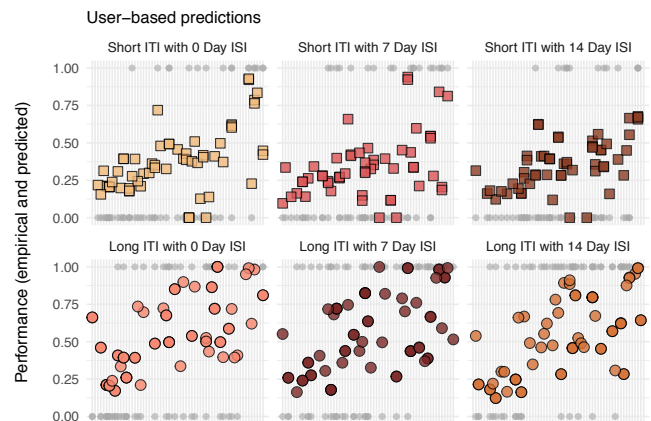 User−based predictions
Short ITI with 0 Day ISI
Short ITI with 7 Day ISI
Short ITI with 14 Day ISI
1.00
0.75
0.50
0.25
0.00
Long ITI with 0 Day ISI
Long ITI with 7 Day ISI
Long ITI with 14 Day ISI
1.00
0.75
0.50
0.25
0.00
Performance (empirical and predicted)